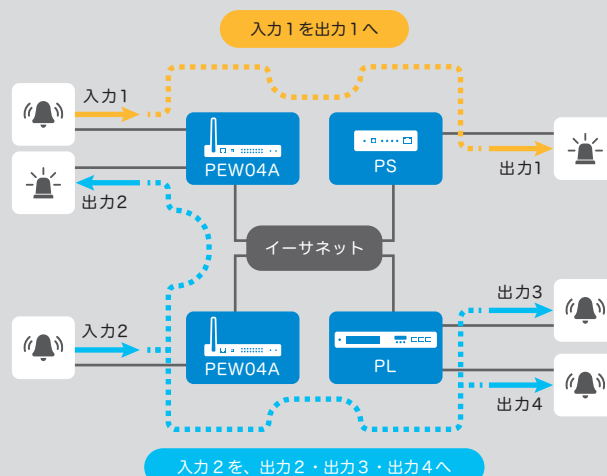 入力1を出力1へ
入力1
PEW04A
PS
出力1
出力2
イーサネット
入力2
出力3
PEW04A
PL
出力4
入力2を、出力2・出力3・出力4へ